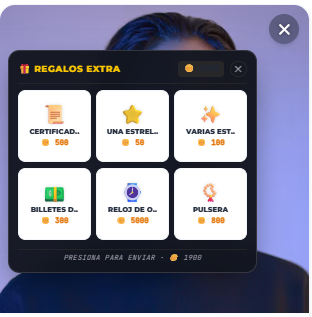 REGALOS EXTRA
CERTIFICAD..
500
UNA ESTREL..
50
VARIAS EST..
100
BILLETES D..
300
RELOJ DE O..
5000
PULSERA
800
PRESIONA PARA ENVIAR · 1900